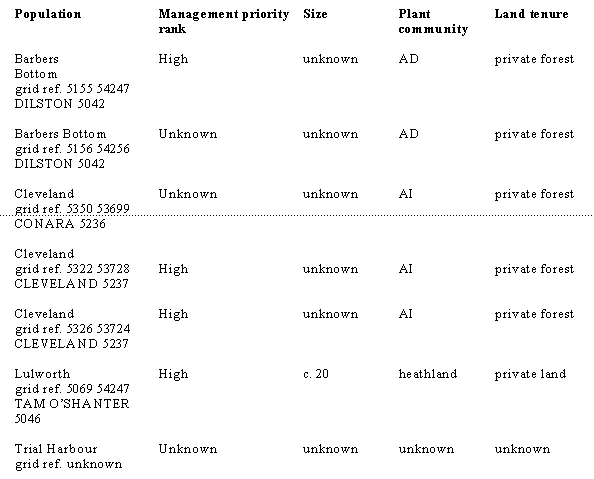 Population Management priority rank Size Plant community Land tenure
Barbers Bottom High unknown AD private forest
grid ref. 5155 54247
DILSTON 5042
Barbers Bottom Unknown unknown AD private forest
grid ref. 5156 54256
DILSTON 5042
Cleveland Unknown unknown AI private forest
grid ref. 5350 53699
CONARA 5236
Cleveland
grid ref. 5322 53728 High unknown AI private forest
CLEVELAND 5237
Cleveland High unknown AI private forest
grid ref. 5326 53724
CLEVELAND 5237
Lulworth High c. 20 heathland private land
grid ref. 5069 54247
TAM O'SHANTER
5046
Trial Harbour Unknown unknown unknown unknown
grid ref. unknown